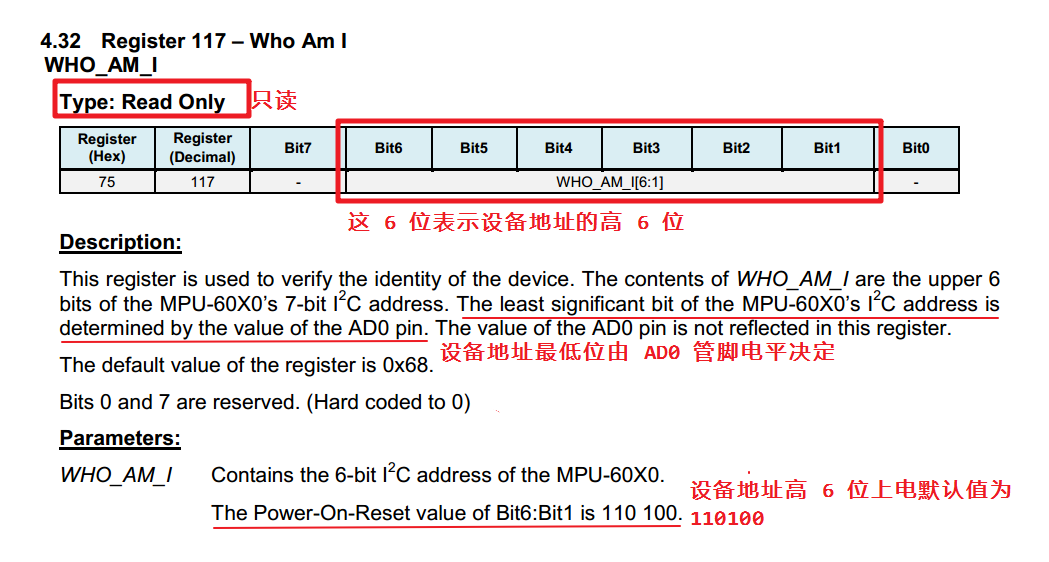 4.32 Register 117 – Who Am I
WHO_AM_I
Type: Read Only 只读
Register (Hex) Register (Decimal) Bit7 Bit6 Bit5 Bit4 Bit3 Bit2 Bit1 Bit0
75 117 - WHO_AM_I[6:1] -
这 6 位表示设备地址的高 6 位
Description:
This register is used to verify the identity of the device. The contents of WHO_AM_I are the upper 6
bits of the MPU-60X0’s 7-bit I2C address. The least significant bit of the MPU-60X0’s I2C address is
determined by the value of the AD0 pin. The value of the AD0 pin is not reflected in this register.
设备地址最低位由 AD0 管脚电平决定
The default value of the register is 0x68.
Bits 0 and 7 are reserved. (Hard coded to 0)
Parameters:
WHO_AM_I Contains the 6-bit I2C address of the MPU-60X0.
The Power-On-Reset value of Bit6:Bit1 is 110 100.
设备地址高 6 位上电默认值为
110100